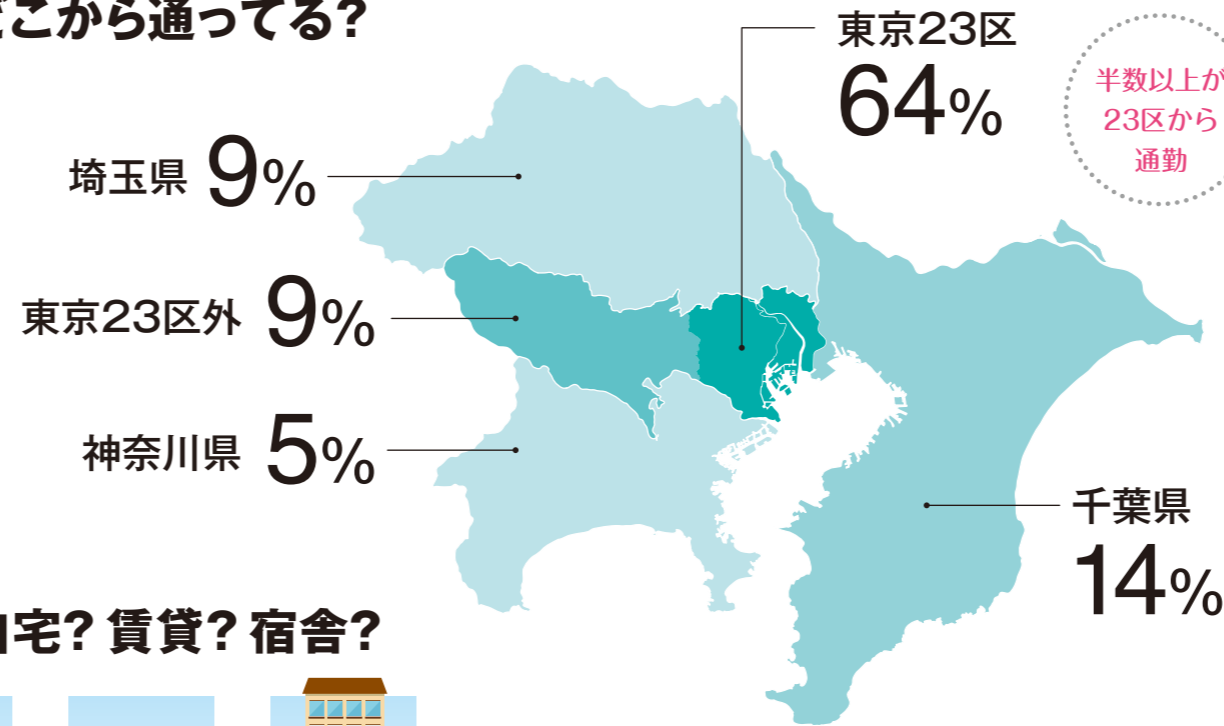 こから通ってる?
東京23区
64%
半数以上が
23区から
通勤
埼玉県 9%
東京23区外 9%
神奈川県 5%
千葉県
14%
宅? 賃貸? 宿舎?